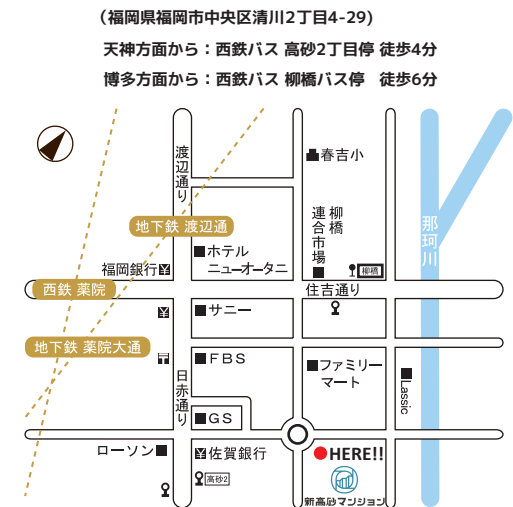 （福岡県福岡市中央区清川2丁目4-29)
天神方面から：西鉄バス 高砂2丁目停 徒歩4分
博多方面から：西鉄バス 柳橋バス停　徒歩6分
渡辺通り
春吉小
地下鉄 渡辺通
柳橋
連合市場
那珂川
ホテル
ニューオータニ
福岡銀行
柳橋
西鉄 薬院
住吉通り
サニー
地下鉄 薬院大通
FBS
ファミリー
マート
日赤通り
Lassic
GS
ローソン
佐賀銀行
HERE!!
高砂2
新高砂マンション